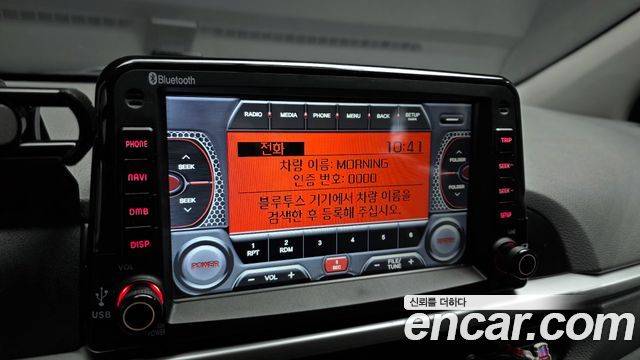 Bluetooth
RADIO MEDIA PHONE MENU BACK SETUP
전화 10:41
차량 이름: MORNING
인증 번호: 0000
블루투스 기기에서 차량 이름을
검색한 후 등록해 주십시오.
SEEK
SEEK
FOLDER
FOLDER
POWER
1 RPT 2 RDM 3 4 5 6
- VOL +
REC
- FILE/TUNE +
PHONE
NAVI
DMB
DISP
TRIP
SEEK
SEEK
SETUP
VOL
USB
POWER
신뢰를 더하다
encar.com